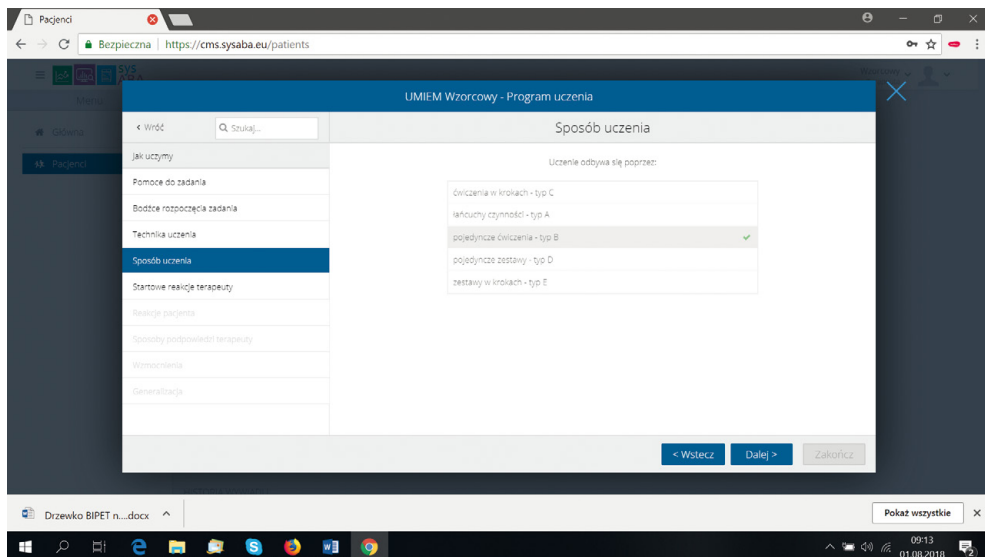 Pacjenci
Bezpieczna | https://cms.sysaba.eu/patients
SYS
ABA
Menu
Główna
Pacjenci
UMIEM Wzorcowy - Program uczenia
< Wróć
Szukaj...
Sposób uczenia
Jak uczymy
Pomoce do zadania
Bodźce rozpoczęcia zadania
Technika uczenia
Sposób uczenia
Startowe reakcje terapeuty
Reakcje pacjenta
Sposoby podpowiedzi terapeuty
Wzmocnienia
Generalizacja
Uczenie odbywa się poprzez:
ćwiczenia w krokach - typ C
łańcuchy czynności - typ A
pojedyncze ćwiczenia - typ B
pojedyncze zestawy - typ D
zestawy w krokach - typ E
< Wstecz
Dalej >
Zakończ
Drzewko BIPET n....docx
Pokaż wszystkie
09:13
01.08.2018